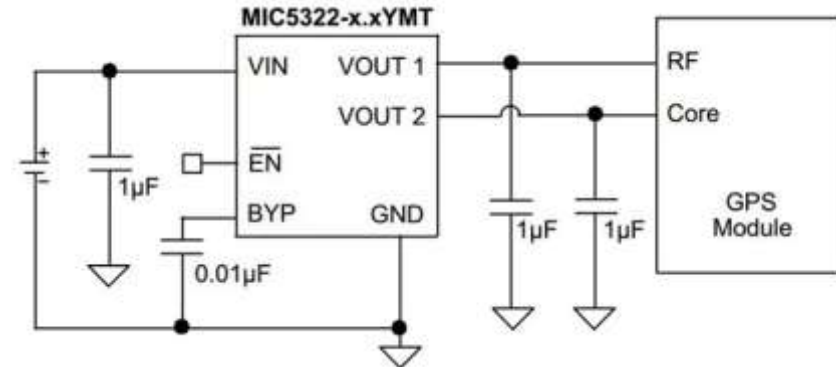 MIC5322-x.xYMT
VIN
VOUT 1
RF
VOUT 2
Core
+
-
1µF
EN
BYP
GND
1µF
1µF
GPS
Module
0.01µF